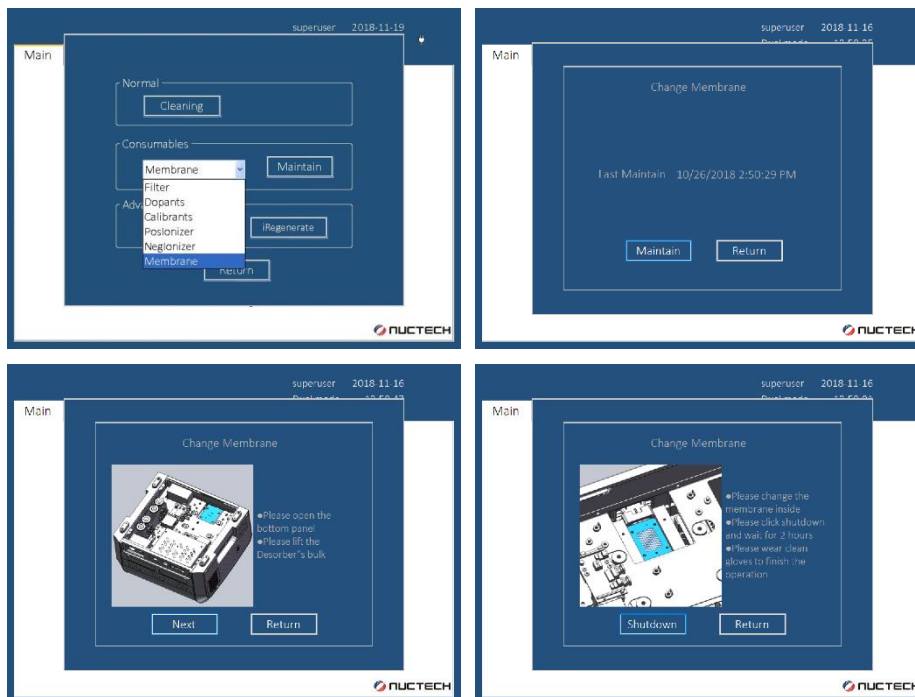 superuser 2018-11-19
Main
Normal
Cleaning
Consumables
Membrane
Maintain
Filter
Dopants
Calibrants
PosIonizer
NegIonizer
Membrane
iRegenerate
Return
NUCTECH
superuser 2018-11-16
Main
Change Membrane
Last Maintain 10/26/2018 2:50:29 PM
Maintain Return
NUCTECH
superuser 2018-11-16
Main
Change Membrane
●Please open the
bottom panel
●Please lift the
Desorber"s bulk
Next Return
NUCTECH
superuser 2018-11-16
Main
Change Membrane
●Please change the
membrane inside
●Please click shutdown
and wait for 2 hours
●Please wear clean
gloves to finish the
operation
Shutdown Return
NUCTECH